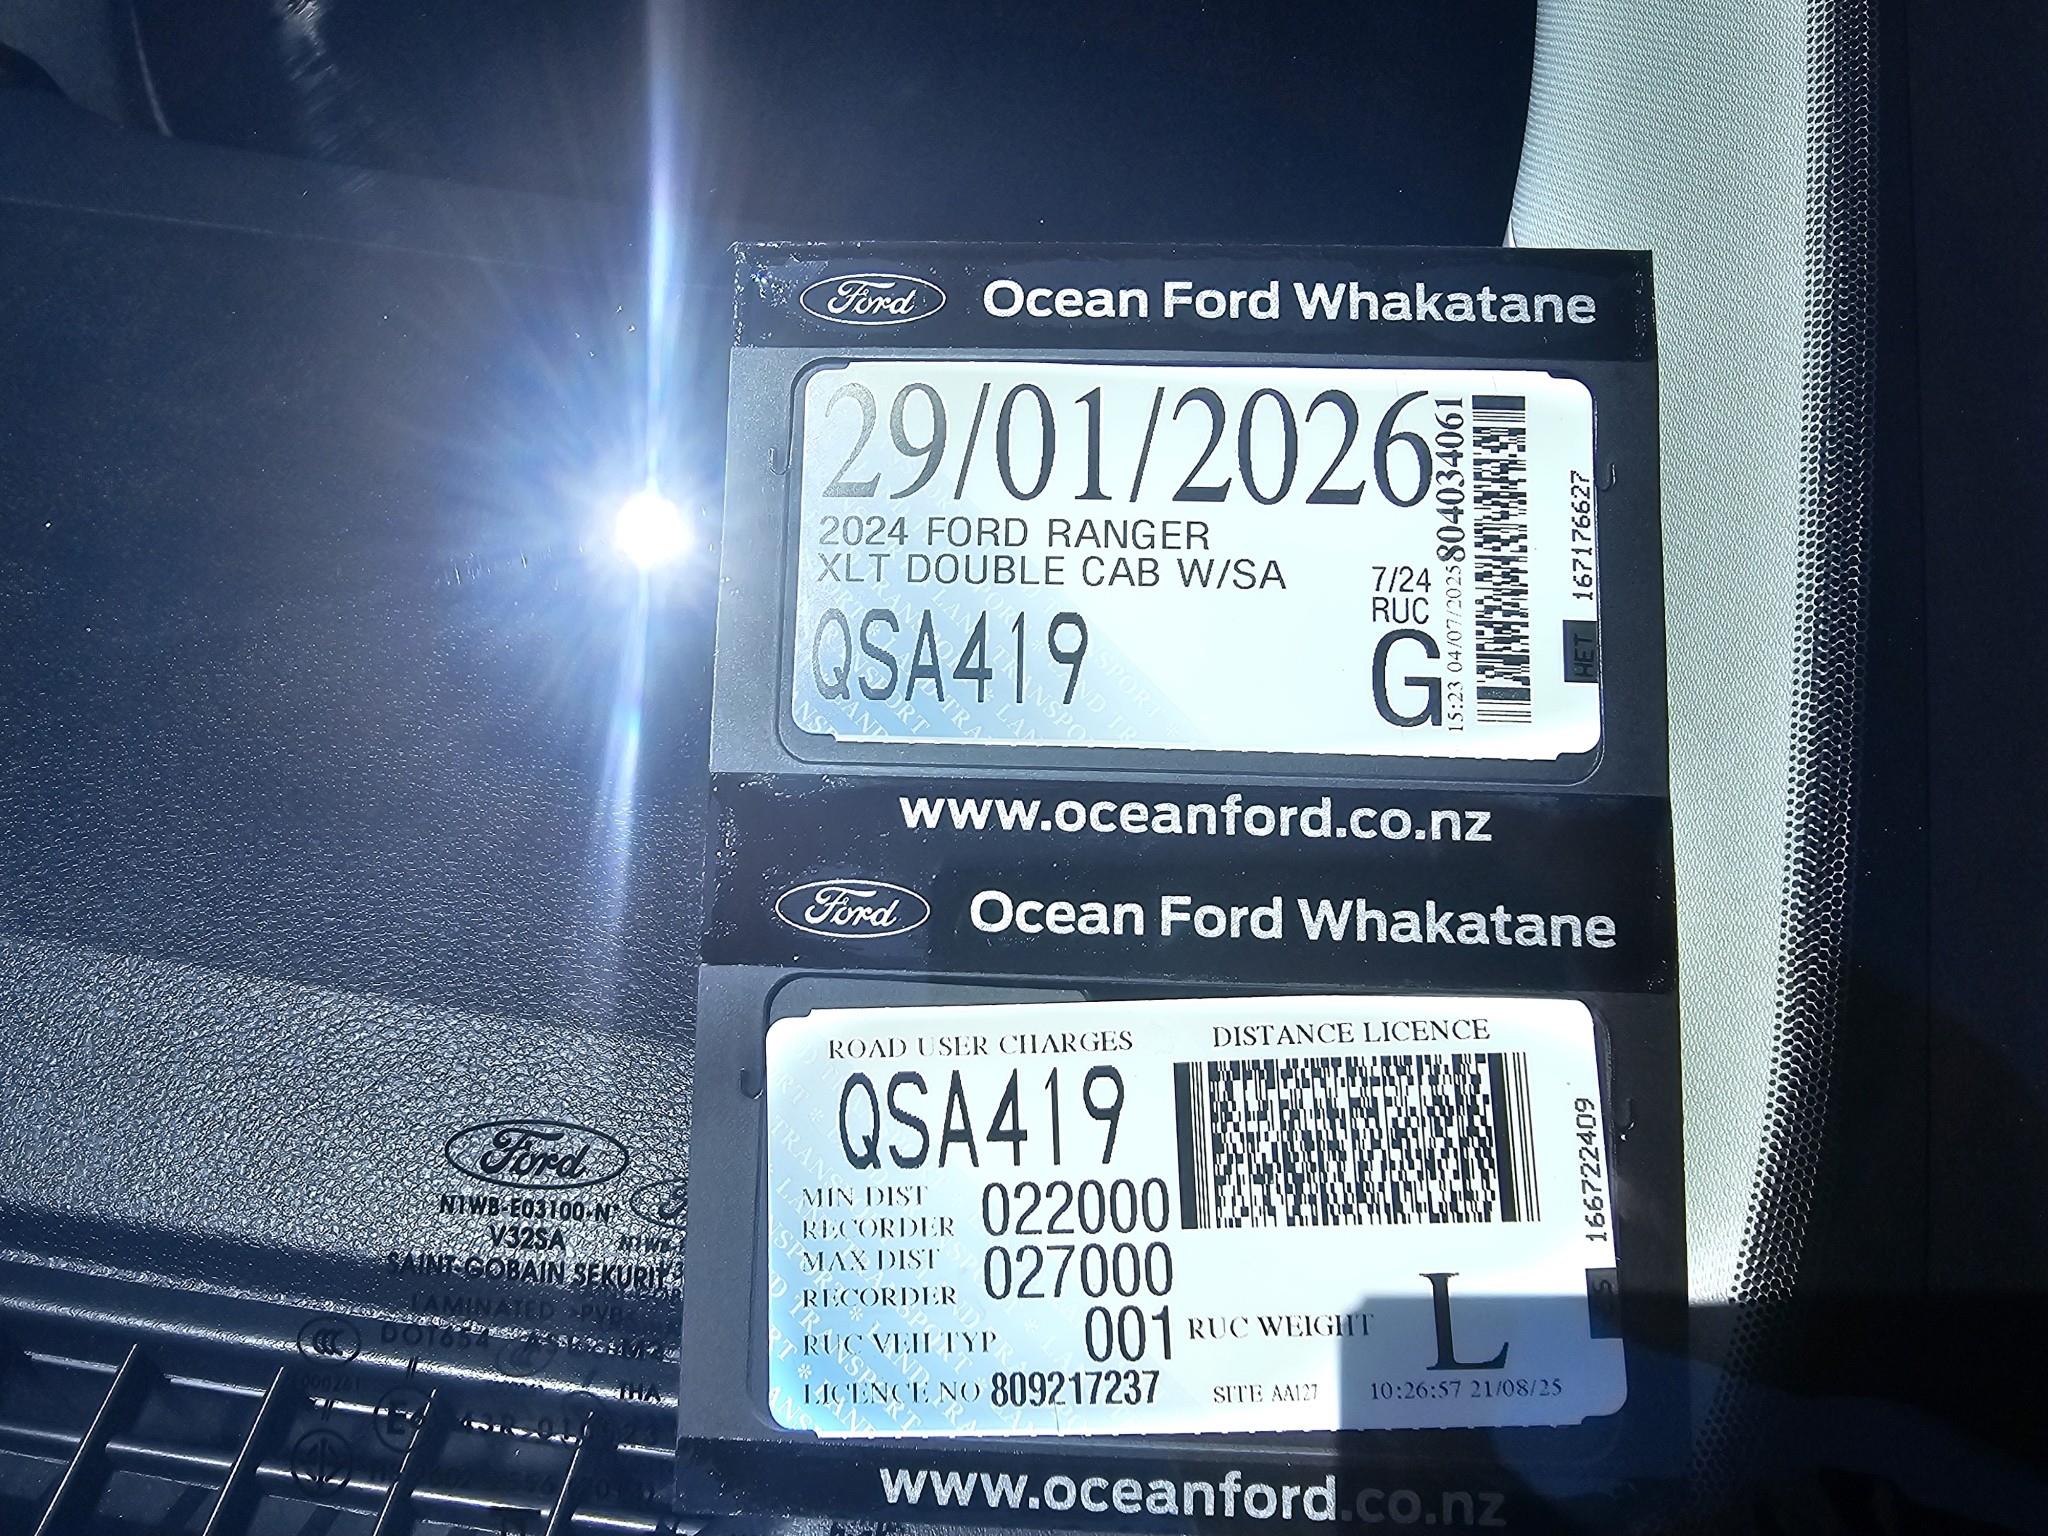 Ford Ocean Ford Whakatane
29/01/2026
2024 FORD RANGER
XLT DOUBLE CAB W/SA
7/24
RUC
QSA419
G
15:23 04/07/2025 804034061
167176627
HET
www.oceanford.co.nz
Ford Ocean Ford Whakatane
ROAD USER CHARGES DISTANCE LICENCE
QSA419
MIN DIST
RECORDER 022000
MAX DIST
RECORDER 027000
RUC VEH TYP 001 RUC WEIGHT L
LICENCE NO 809217237 SITE AA127 10:26:57 21/08/25
166722409
www.oceanford.co.nz
Ford
N1WB-E03100-N*
V32SA
SAINT-GOBAIN SEKURIT
LAMINATED